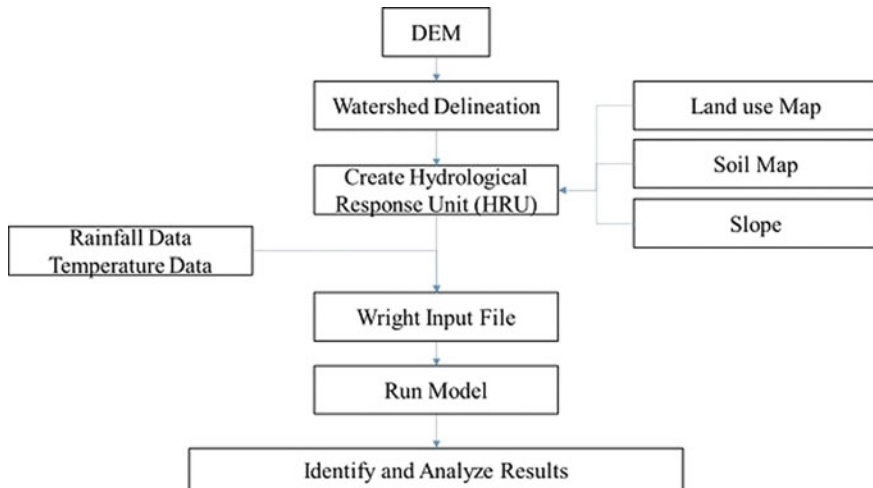 DEM
Watershed Delineation
Land use Map
Create Hydrological
Response Unit (HRU)
Soil Map
Slope
Rainfall Data
Temperature Data
Wright Input File
Run Model
Identify and Analyze Results